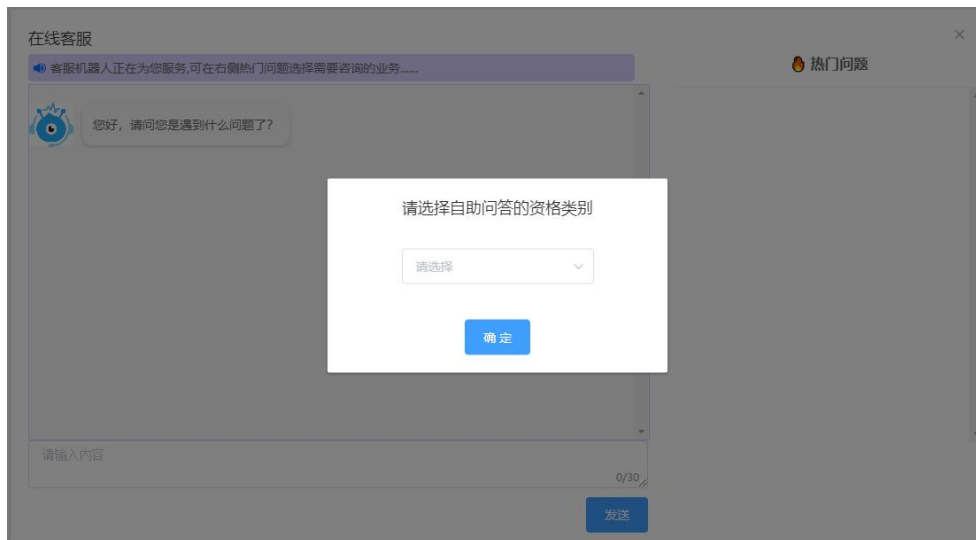 在线客服
客服机器人正在为您服务,可在右侧热门问题选择需要咨询的业务......
热门问题
您好，请问您是遇到什么问题了？
请选择自助问答的资格类别
请选择
确定
请输入内容
0/30
发送